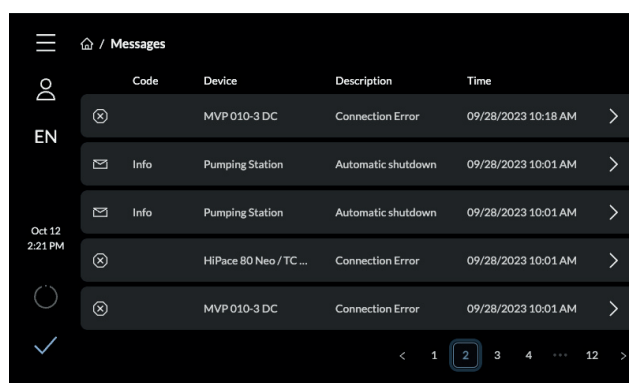 / Messages
Code Device Description Time
MVP 010-3 DC Connection Error 09/28/2023 10:18 AM
EN
Info Pumping Station Automatic shutdown 09/28/2023 10:01 AM
Info Pumping Station Automatic shutdown 09/28/2023 10:01 AM
Oct 12
2:21 PM
HiPace 80 Neo / TC ... Connection Error 09/28/2023 10:01 AM
MVP 010-3 DC Connection Error 09/28/2023 10:01 AM
< 1 2 3 4 ... 12 >